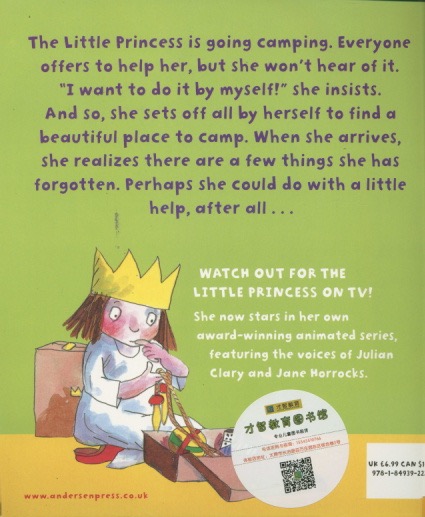 The Little Princess is going camping. Everyone
offers to help her, but she won't hear of it.
"I want to do it by myself!" she insists.
And so, she sets off all by herself to find a
beautiful place to camp. When she arrives,
she realizes there are a few things she has
forgotten. Perhaps she could do with a little
help, after all . . .
WATCH OUT FOR THE
LITTLE PRINCESS ON TV!
She now stars in her own
award-winning animated series,
featuring the voices of Julian
Clary and Jane Horrocks.
才智教育图书馆
UK £6.99 CAN $1
978-1-84939-22
www.andersenpress.co.uk